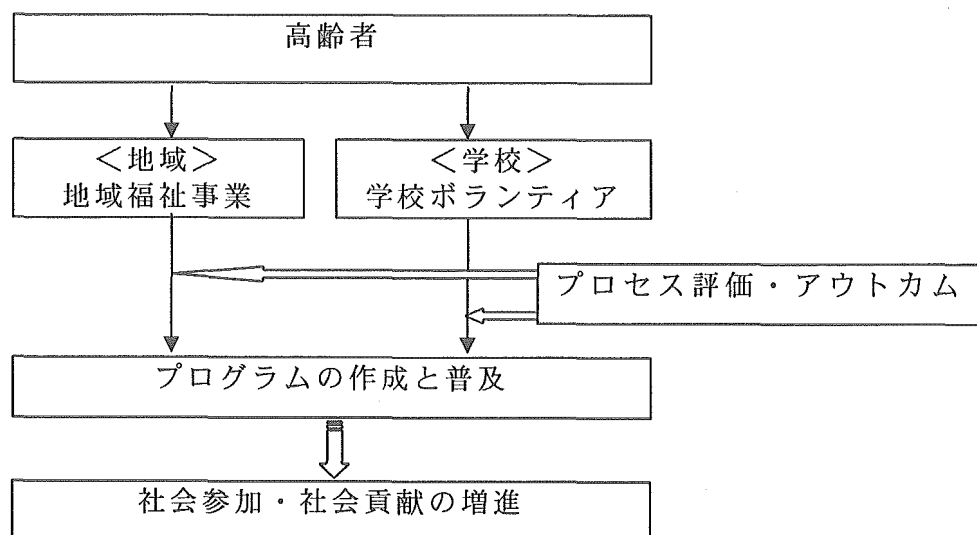 高齢者
＜地域＞
地域福祉事業
＜学校＞
学校ボランティア
プロセス評価・アウトカム
プログラムの作成と普及
社会参加・社会貢献の増進